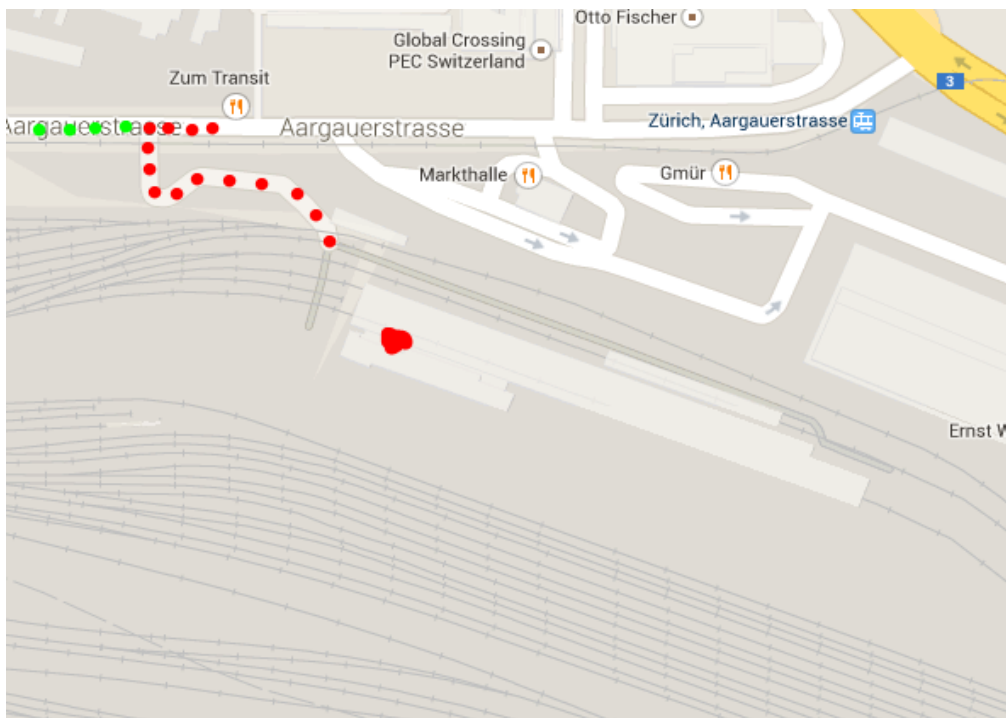 Otto Fischer
Global Crossing
PEC Switzerland
Zum Transit
3
Aargauerstrasse
Aargauerstrasse
Zürich, Aargauerstrasse
Markthalle
Gmür
Ernst W